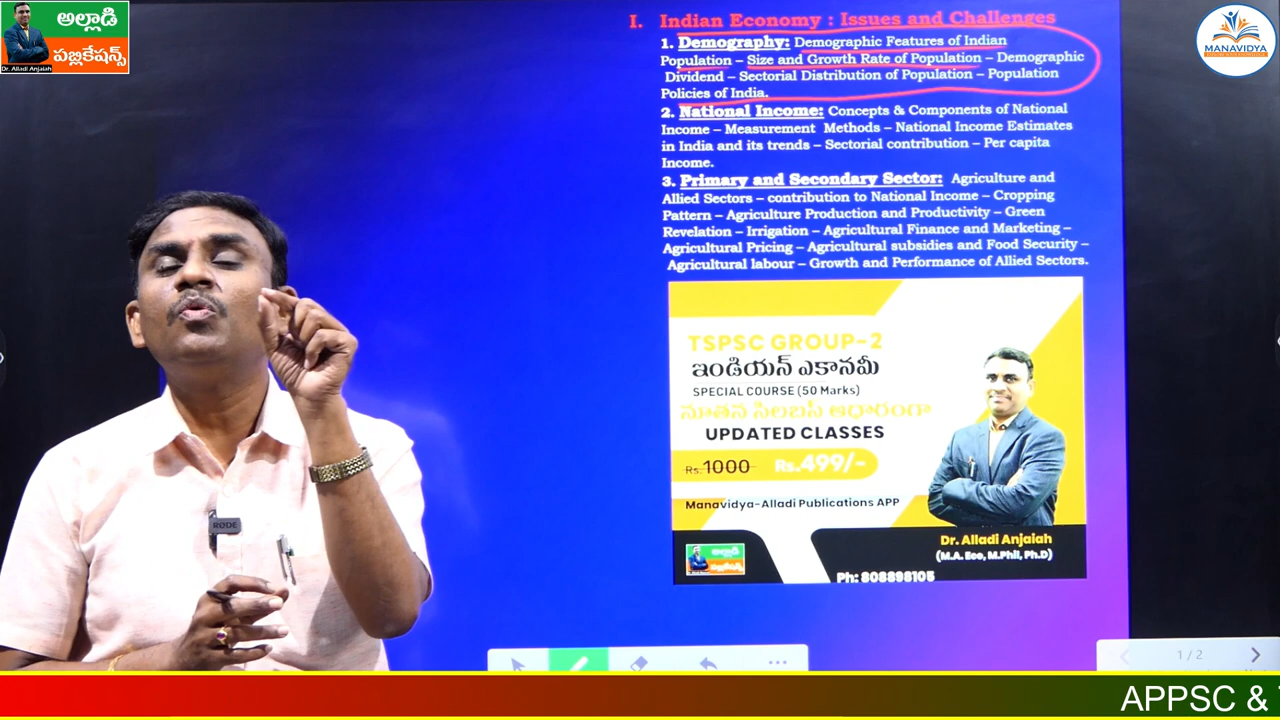 అల్లాడి
పబ్లికేషన్స్
Dr. Alladi Anjaiah
MANAVIDYA
I. Indian Economy : Issues and Challenges
1. Demography: Demographic Features of Indian
Population – Size and Growth Rate of Population – Demographic
Dividend – Sectorial Distribution of Population – Population
Policies of India.
2. National Income: Concepts & Components of National
Income – Measurement Methods – National Income Estimates
in India and its trends – Sectorial contribution – Per capita
Income.
3. Primary and Secondary Sector: Agriculture and
Allied Sectors – contribution to National Income – Cropping
Pattern – Agriculture Production and Productivity – Green
Revelation – Irrigation – Agricultural Finance and Marketing –
Agricultural Pricing – Agricultural subsidies and Food Security –
Agricultural labour – Growth and Performance of Allied Sectors.
TSPSC GROUP-2
ఇండియన్ ఎకానమీ
SPECIAL COURSE (50 Marks)
నూతన సిలబస్ ఆధారంగా
UPDATED CLASSES
Rs.1000 Rs.499/-
Manavidya-Alladi Publications APP
Dr. Alladi Anjaiah
(M.A. Eco, M.Phil, Ph.D)
అల్లాడి
పబ్లికేషన్స్
Ph: 808898105
RØDE
1 / 2
APPSC &